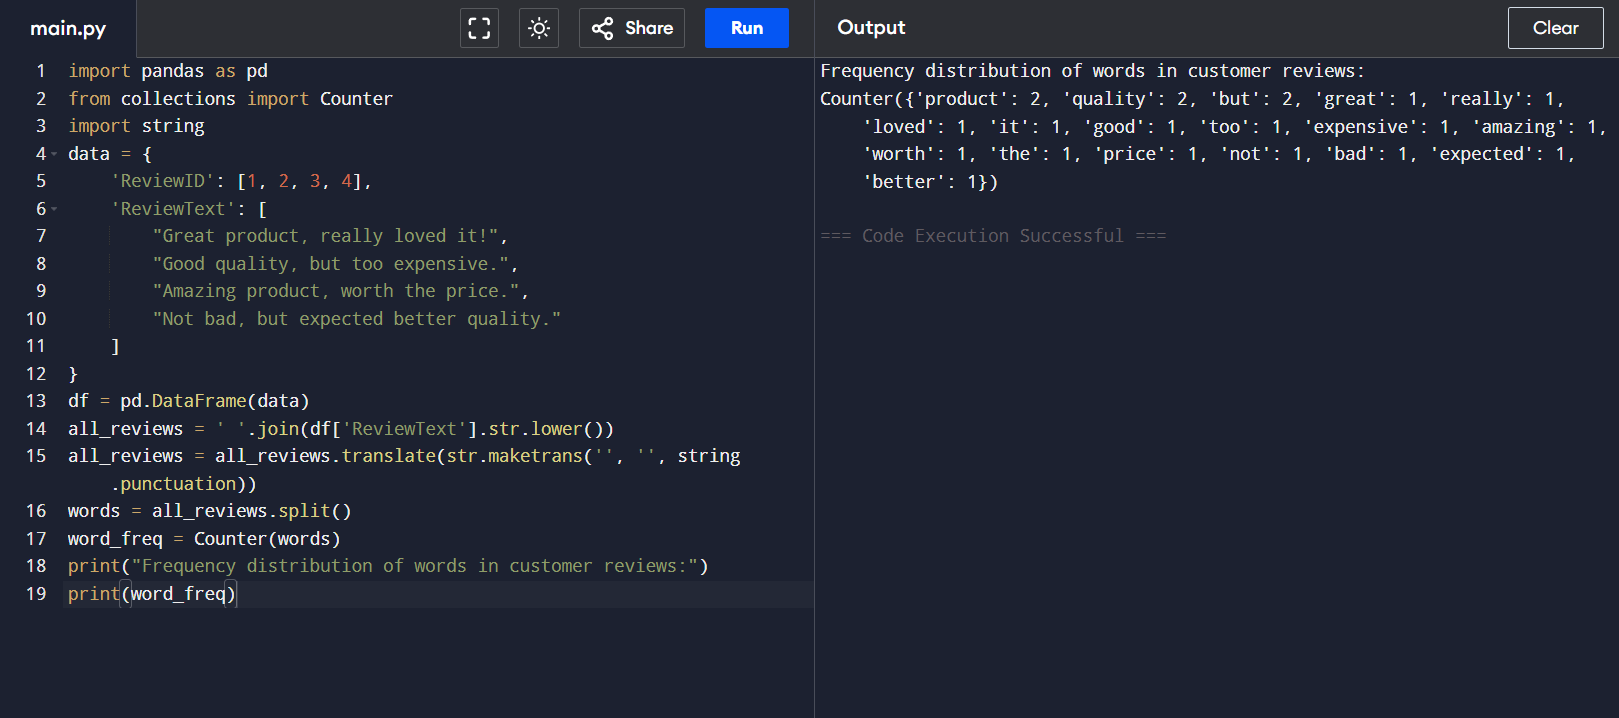 main.py
Share
Run
Output
Clear
1 import pandas as pd
2 from collections import Counter
3 import string
4 data = {
5     'ReviewID': [1, 2, 3, 4],
6     'ReviewText': [
7         "Great product, really loved it!",
8         "Good quality, but too expensive.",
9         "Amazing product, worth the price.",
10         "Not bad, but expected better quality."
11     ]
12 }
13 df = pd.DataFrame(data)
14 all_reviews = ' '.join(df['ReviewText'].str.lower())
15 all_reviews = all_reviews.translate(str.maketrans('', '', string
    .punctuation))
16 words = all_reviews.split()
17 word_freq = Counter(words)
18 print("Frequency distribution of words in customer reviews:")
19 print(word_freq)
Frequency distribution of words in customer reviews:
Counter({'product': 2, 'quality': 2, 'but': 2, 'great': 1, 'really': 1,
    'loved': 1, 'it': 1, 'good': 1, 'too': 1, 'expensive': 1, 'amazing': 1,
    'worth': 1, 'the': 1, 'price': 1, 'not': 1, 'bad': 1, 'expected': 1,
    'better': 1})
=== Code Execution Successful ===